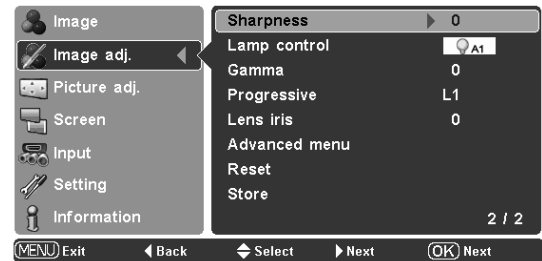 Image
Image adj.
Picture adj.
Screen
Input
Setting
Information
Sharpness 0
Lamp control A1
Gamma 0
Progressive L1
Lens iris 0
Advanced menu
Reset
Store
2 / 2
MENU Exit Back Select Next OK Next